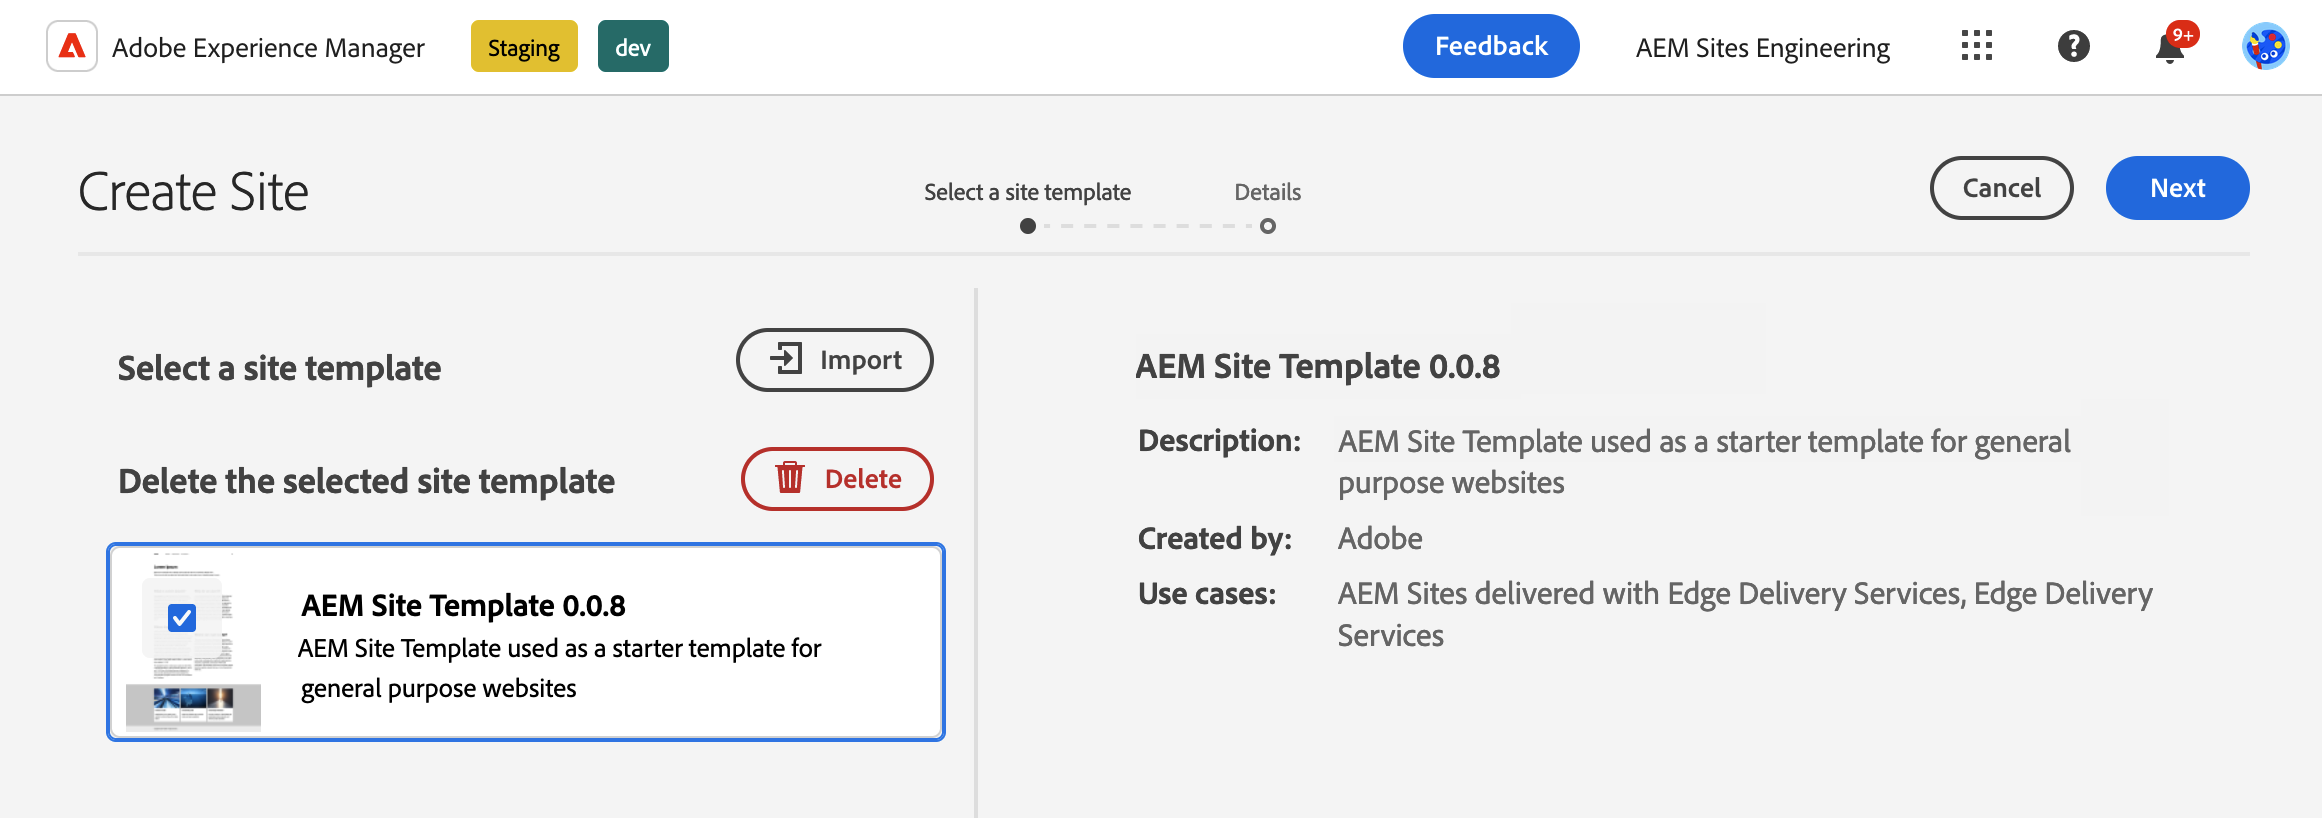 Adobe Experience Manager
Staging
dev
Feedback
AEM Sites Engineering
9+
Create Site
Select a site template
Details
Cancel
Next
Select a site template
Import
Delete the selected site template
Delete
AEM Site Template 0.0.8
AEM Site Template used as a starter template for
general purpose websites
AEM Site Template 0.0.8
Description: AEM Site Template used as a starter template for general
purpose websites
Created by: Adobe
Use cases: AEM Sites delivered with Edge Delivery Services, Edge Delivery
Services